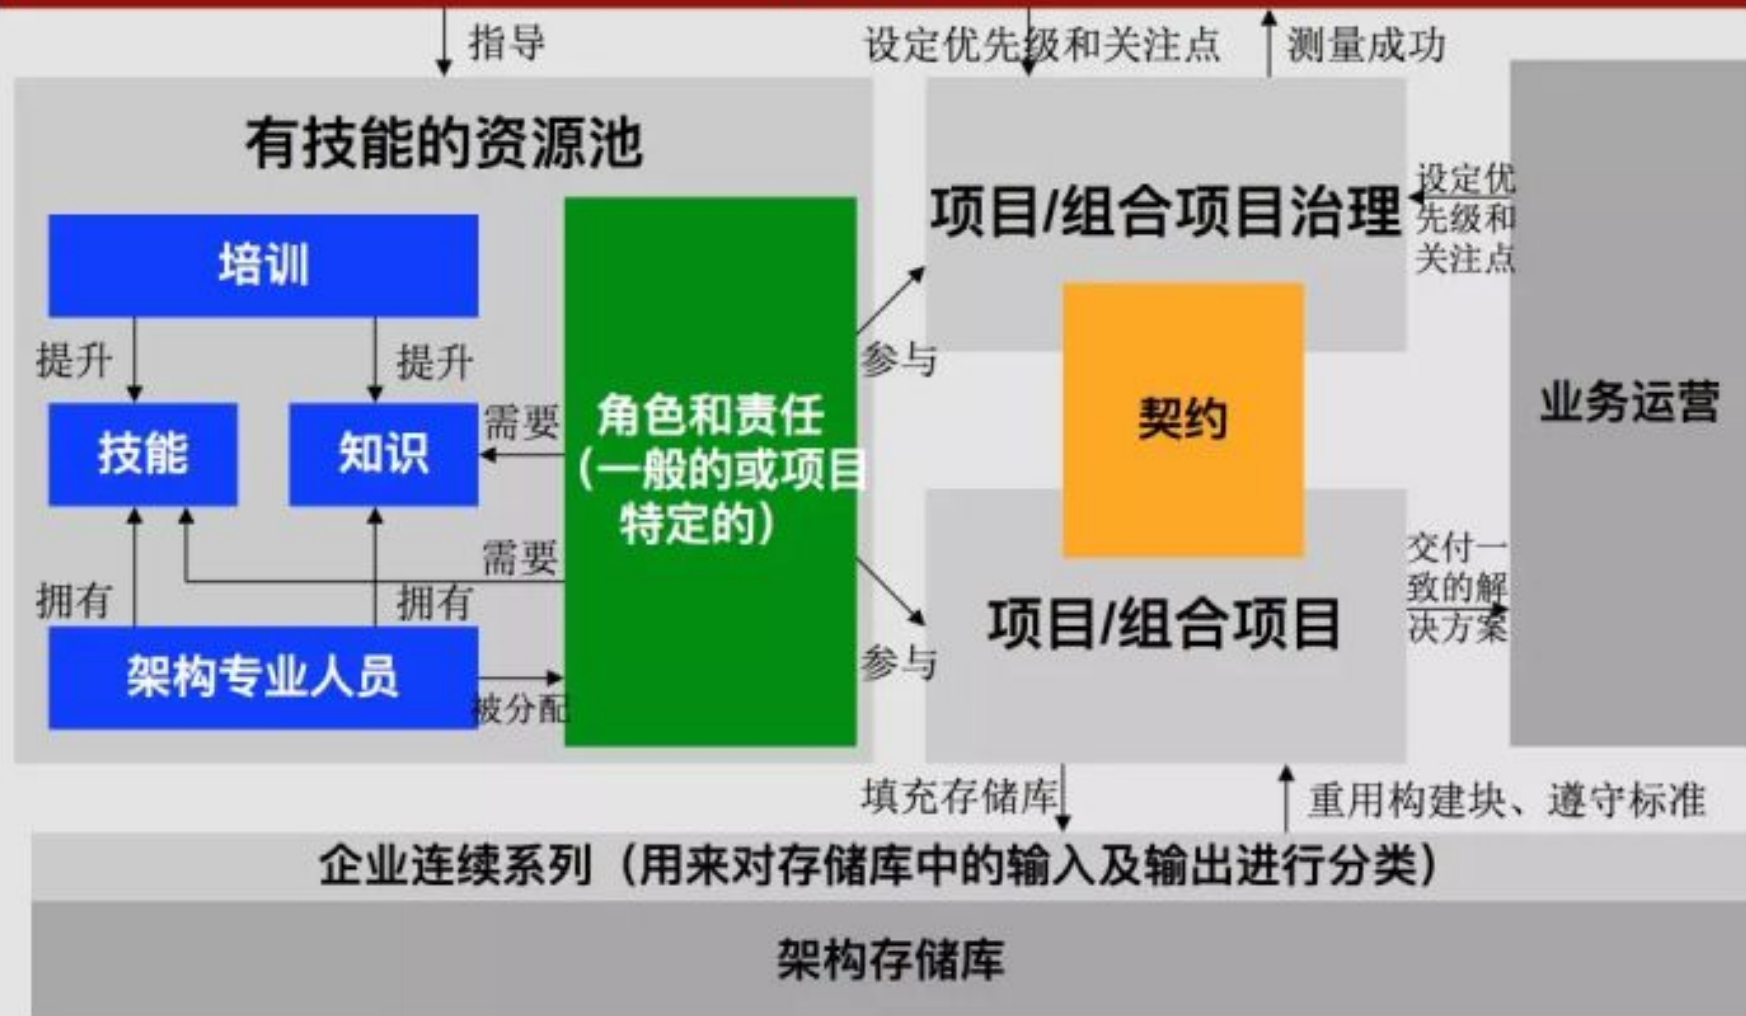 指导
设定优先级和关注点
测量成功
有技能的资源池
培训
提升
提升
技能
知识
需要
需要
拥有
拥有
架构专业人员
被分配
角色和责任
（一般的或项目
特定的）
参与
参与
项目/组合项目治理
契约
项目/组合项目
设定优
先级和
关注点
交付一
致的解
决方案
业务运营
填充存储库
重用构建块、遵守标准
企业连续系列（用来对存储库中的输入及输出进行分类）
架构存储库